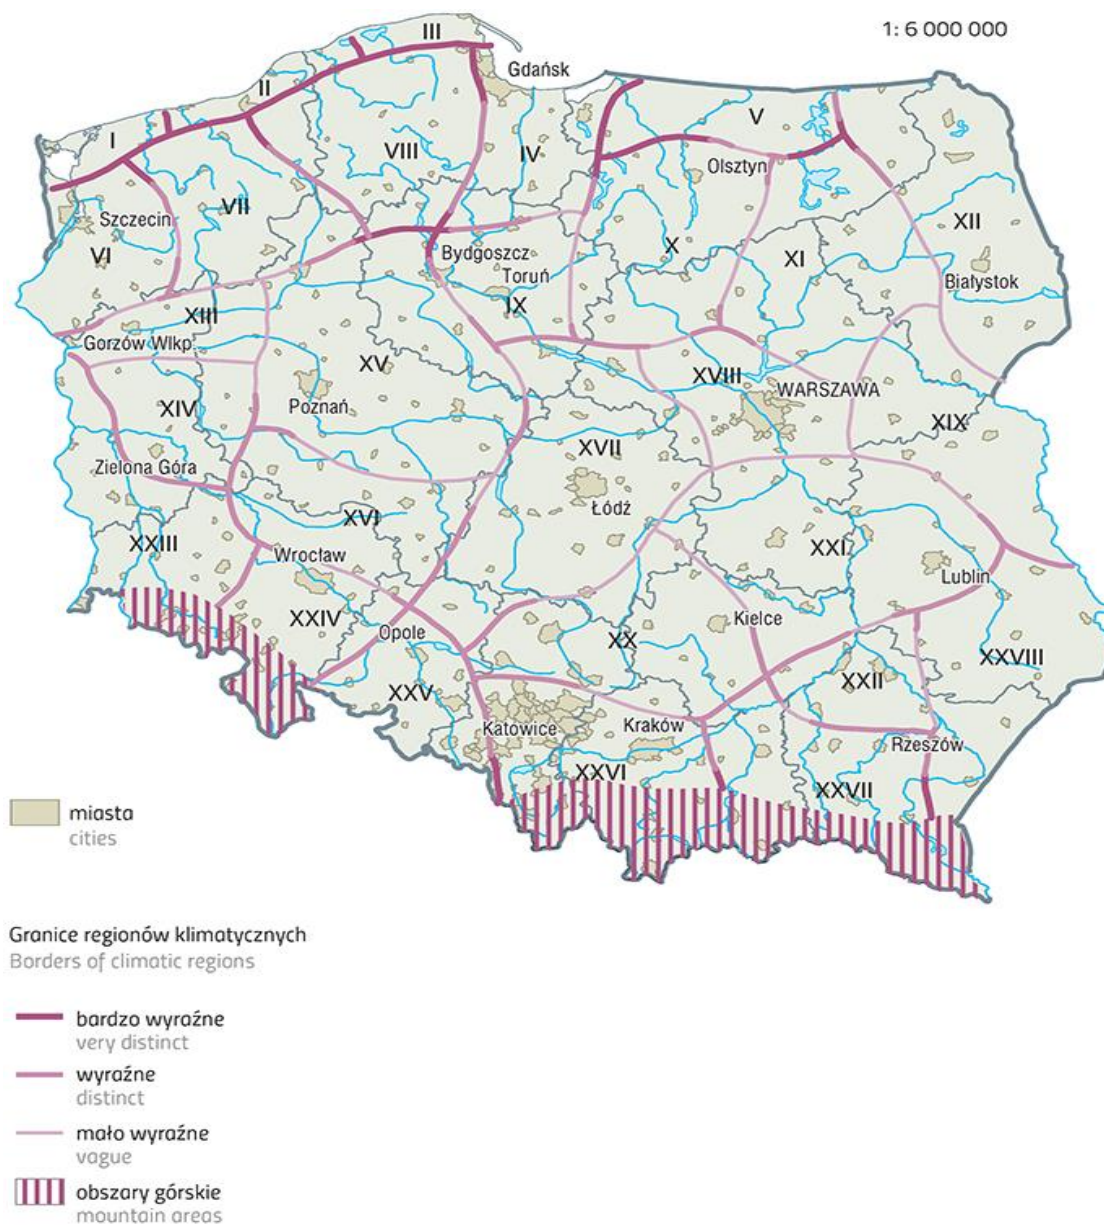 1: 6 000 000
III
Gdańsk
II
V
I
IV
VIII
Olsztyn
VII
Szczecin
XII
VI
X
Bydgoszcz
XI
Toruń
Białystok
IX
XIII
Gorzów Wlkp.
XV
XVIII
WARSZAWA
Poznań
XIV
XIX
XVII
Zielona Góra
Łódź
XVI
XXIII
XXI
Wrocław
Lublin
XXIV
Kielce
Opole
XX
XXVIII
XXII
XXV
Katowice
Kraków
Rzeszów
XXVI
XXVII
miasta
cities
Granice regionów klimatycznych
Borders of climatic regions
bardzo wyraźne
very distinct
wyraźne
distinct
mało wyraźne
vague
obszary górskie
mountain areas